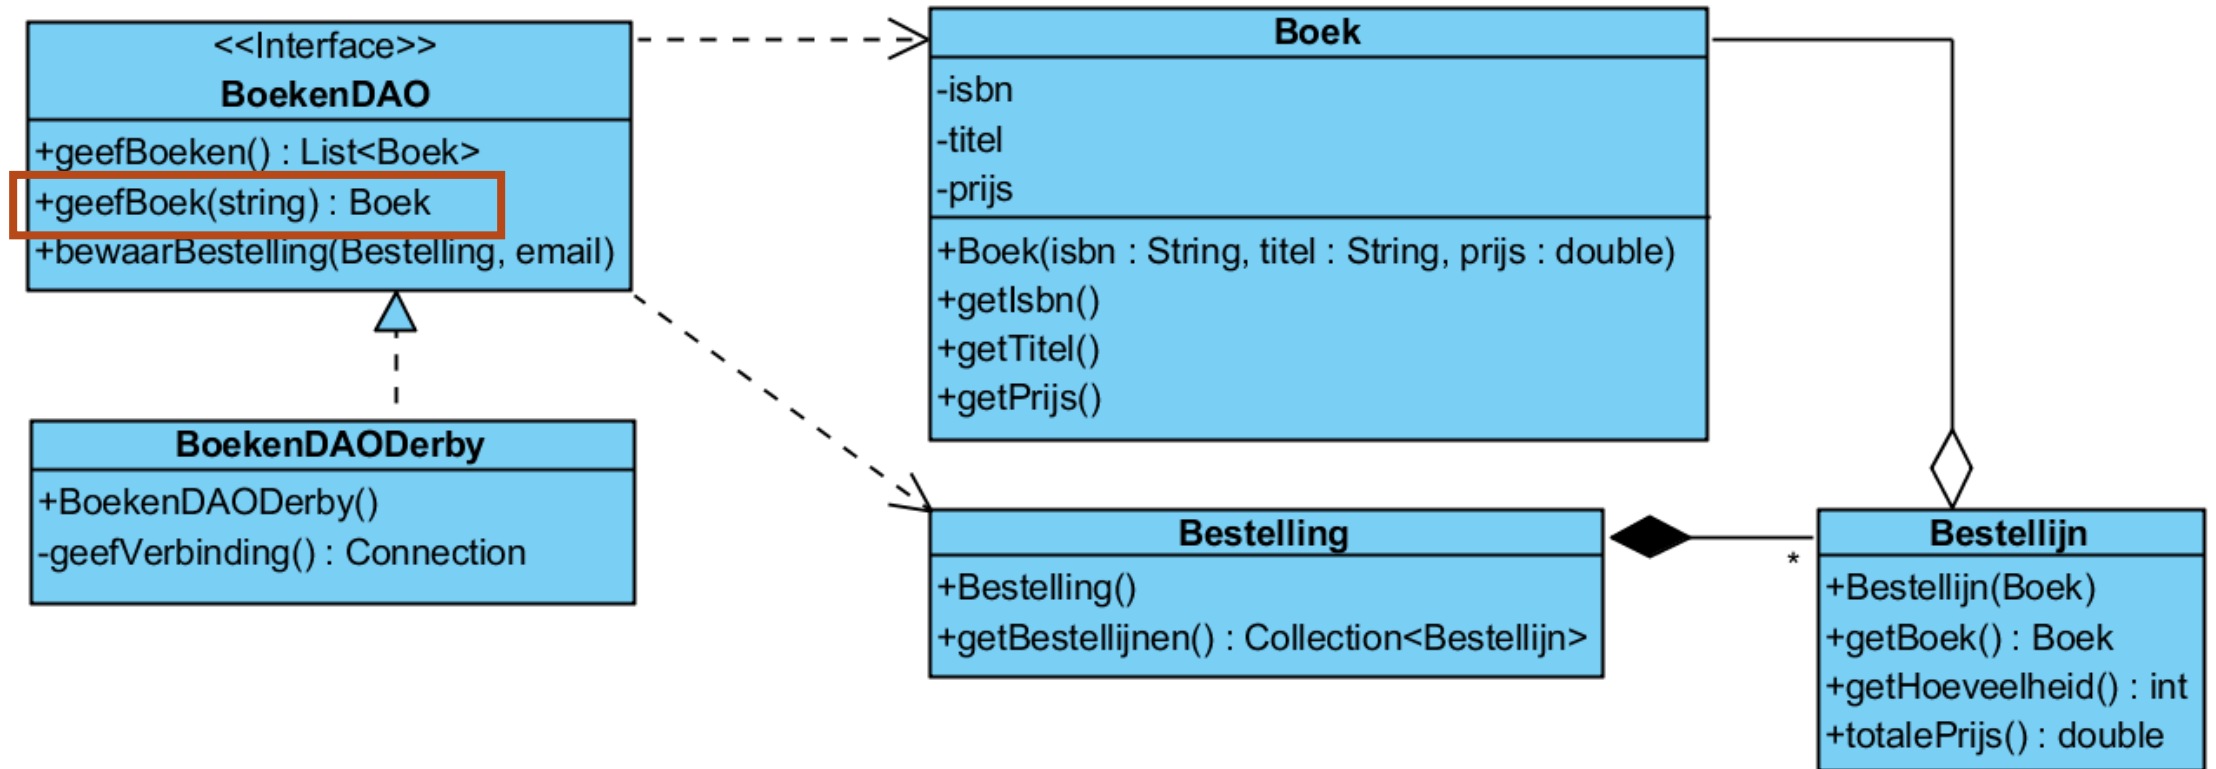 <<Interface>>
BoekenDAO
+geefBoeken() : List<Boek>
+geefBoek(string) : Boek
+bewaarBestelling(Bestelling, email)
BoekenDAODerby
+BoekenDAODerby()
-geefVerbinding() : Connection
Boek
-isbn
-titel
-prijs
+Boek(isbn : String, titel : String, prijs : double)
+getIsbn()
+getTitel()
+getPrijs()
Bestelling
+Bestelling()
+getBestellijnen() : Collection<Bestellijn>
*
Bestellijn
+Bestellijn(Boek)
+getBoek() : Boek
+getHoeveelheid() : int
+totalePrijs() : double